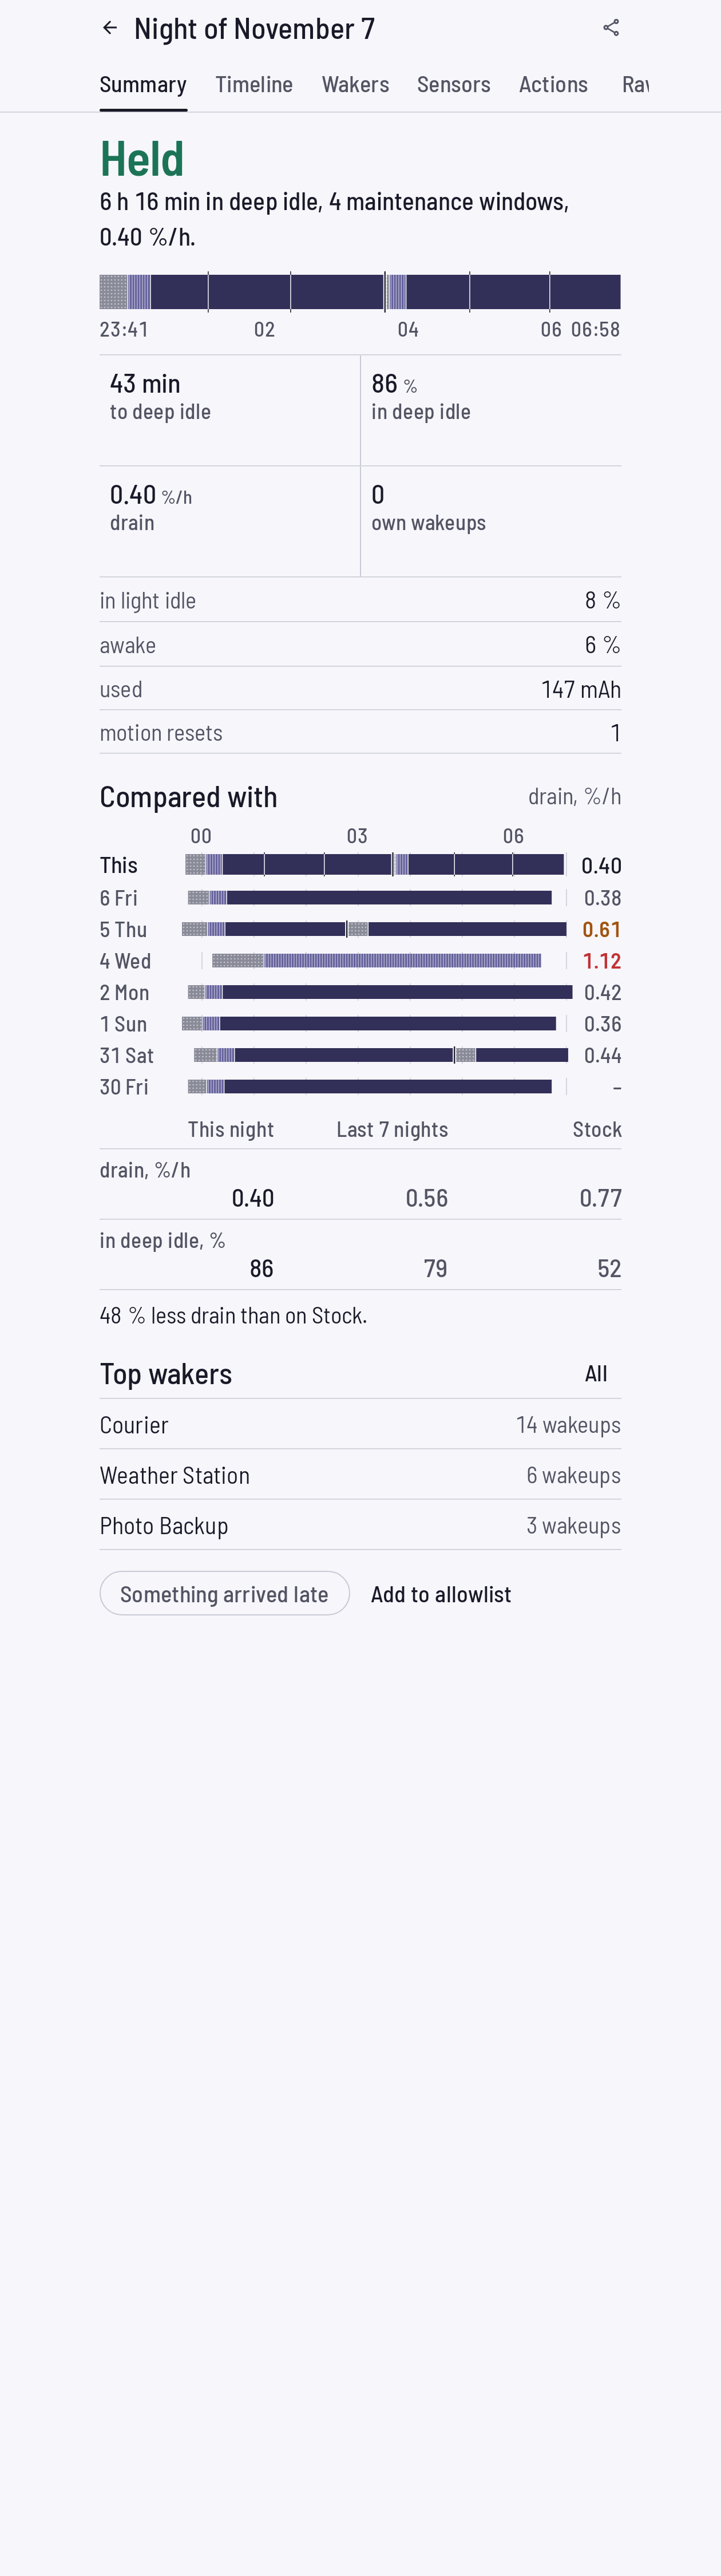 Night of November 7
Summary Timeline Wakers Sensors Actions
Held
6 h 16 min in deep idle, 4 maintenance windows,
0.40 %/h.
23:41 02 04 06 06:58
43 min
to deep idle
86 %
in deep idle
0.40 %/h
drain
0
own wakeups
in light idle 8 %
awake 6 %
used 147 mAh
motion resets 1
Compared with drain, %/h
00 03 06
This 0.40
6 Fri 0.38
5 Thu 0.61
4 Wed 1.12
2 Mon 0.42
1 Sun 0.36
31 Sat 0.44
30 Fri –
This night Last 7 nights Stock
drain, %/h
0.40 0.56 0.77
in deep idle, %
86 79 52
48 % less drain than on Stock.
Top wakers All
Courier 14 wakeups
Weather Station 6 wakeups
Photo Backup 3 wakeups
Something arrived late Add to allowlist